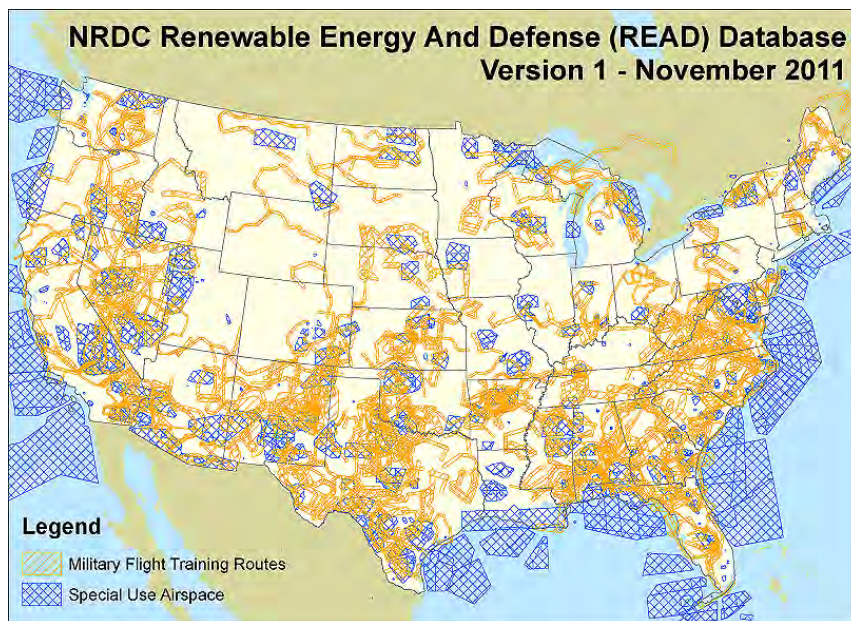 NRDC Renewable Energy And Defense (READ) Database
Version 1 - November 2011
Legend
Military Flight Training Routes
Special Use Airspace